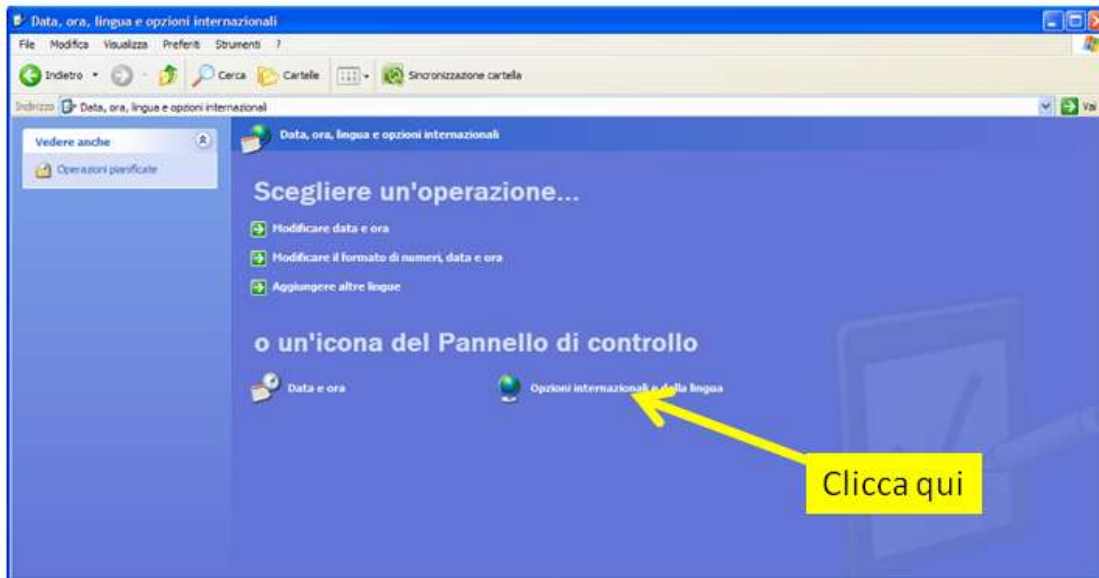 Data, ora, lingua e opzioni internazionali
File Modifica Visualizza Preferiti Strumenti ?
Indietro Cerca Cartelle Sincronizzazione cartella
Indirizzo Data, ora, lingua e opzioni internazionali Vai
Vedere anche
Operazioni pianificate
Data, ora, lingua e opzioni internazionali
Scegliere un'operazione...
Modificare data e ora
Modificare il formato di numeri, data e ora
Aggiungere altre lingue
o un'icona del Pannello di controllo
Data e ora
Opzioni internazionali e della lingua
Clicca qui